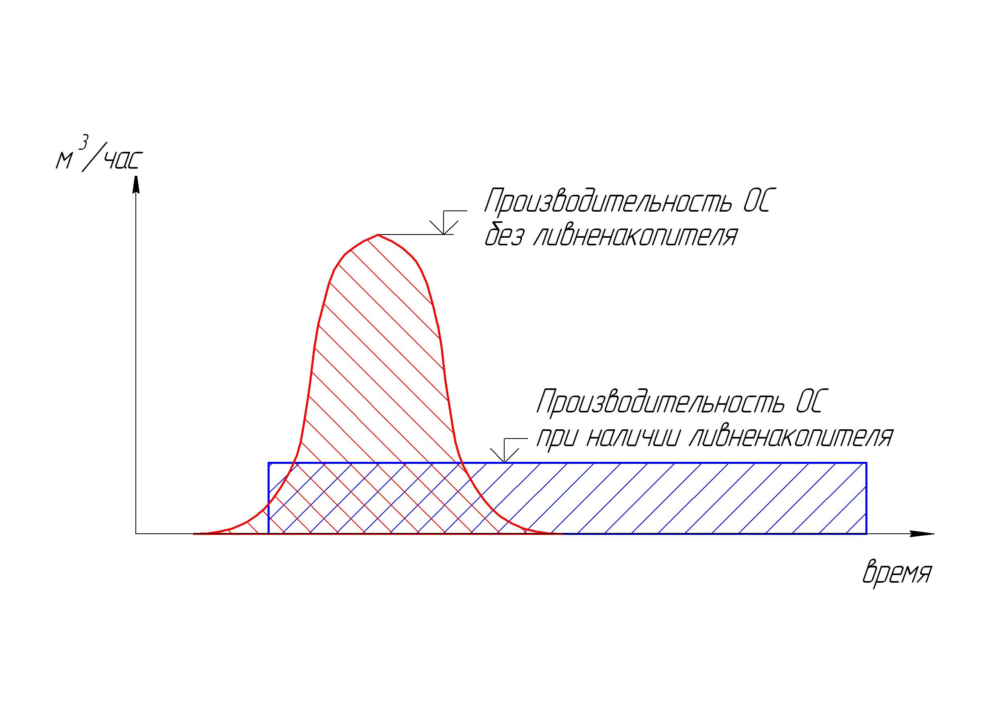 м³/час
Производительность ОС
без ливненакопителя
Производительность ОС
при наличии ливненакопителя
время